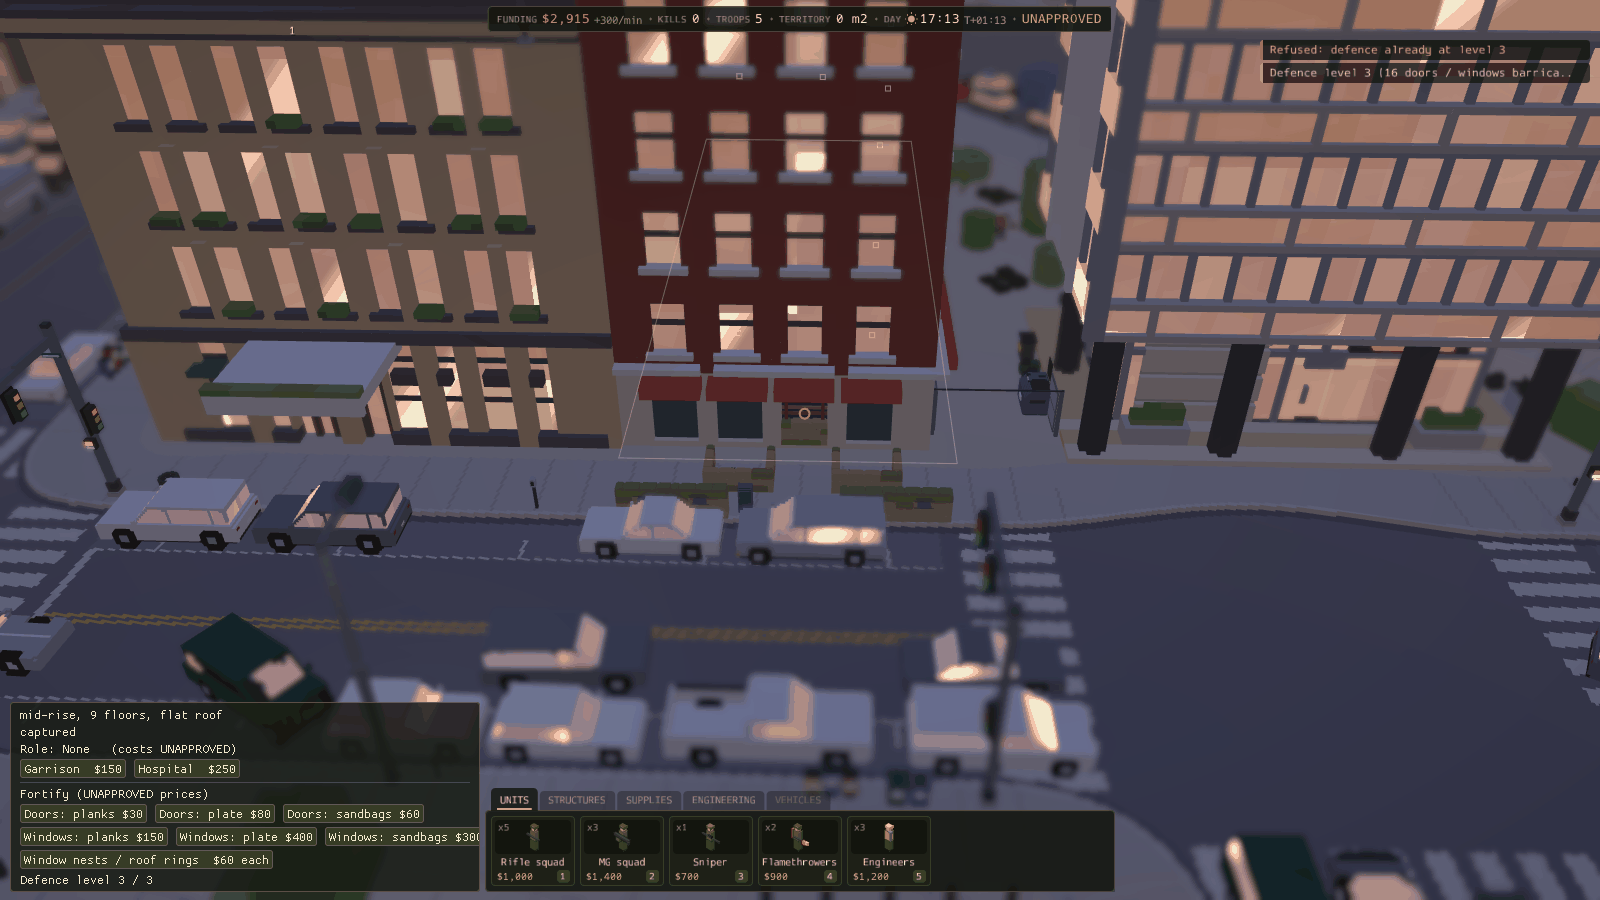 FUNDING $2,915 +300/min · KILLS 0 · TROOPS 5 · TERRITORY 0 m2 · DAY 17:13 T+01:13 · UNAPPROVED
1
Refused: defence already at level 3
Defence level 3 (16 doors / windows barrica..
mid-rise, 9 floors, flat roof
captured
Role: None (costs UNAPPROVED)
Garrison $150 Hospital $250
Fortify (UNAPPROVED prices)
Doors: planks $30 Doors: plate $80 Doors: sandbags $60
Windows: planks $150 Windows: plate $400 Windows: sandbags $300
Window nests / roof rings $60 each
Defence level 3 / 3
UNITS STRUCTURES SUPPLIES ENGINEERING VEHICLES
x5 x3 x1 x2 x3
Rifle squad MG squad Sniper Flamethrowers Engineers
$1,000 1 $1,400 2 $700 3 $900 4 $1,200 5